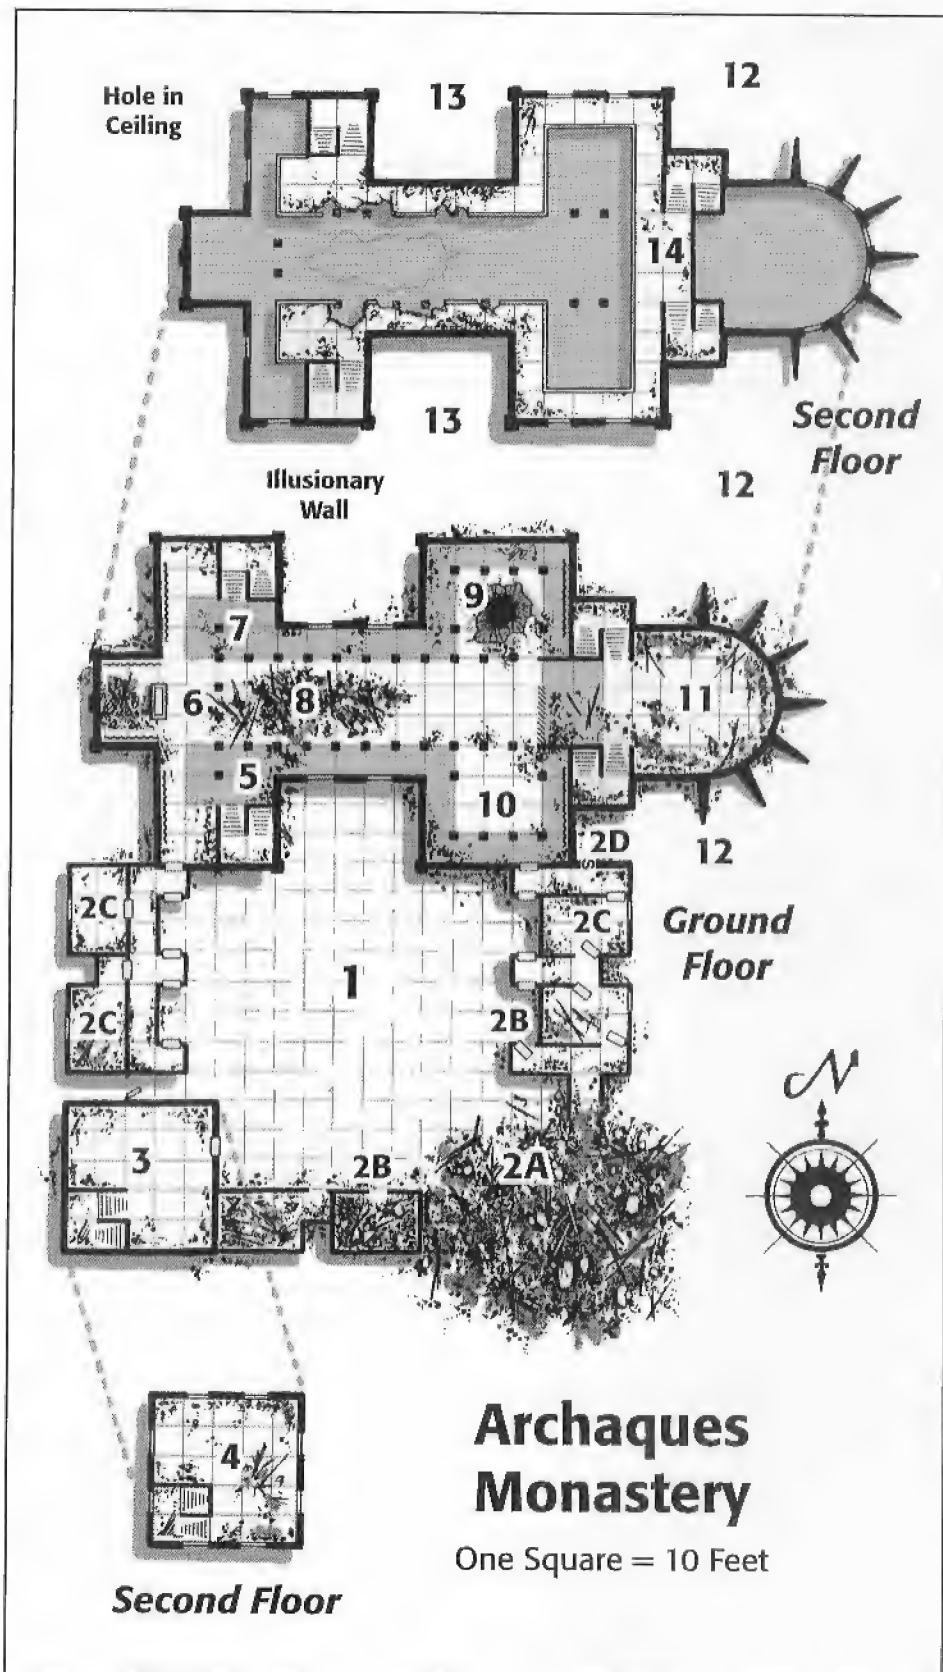 Hole in
Ceiling
13
12
14
13
Second
Floor
12
Illusionary
Wall
9
7
6
8
11
5
10
2D
12
2C
2C
Ground
Floor
1
2C
2B
N
3
2B
2A
4
Archaques
Monastery
One Square = 10 Feet
Second Floor